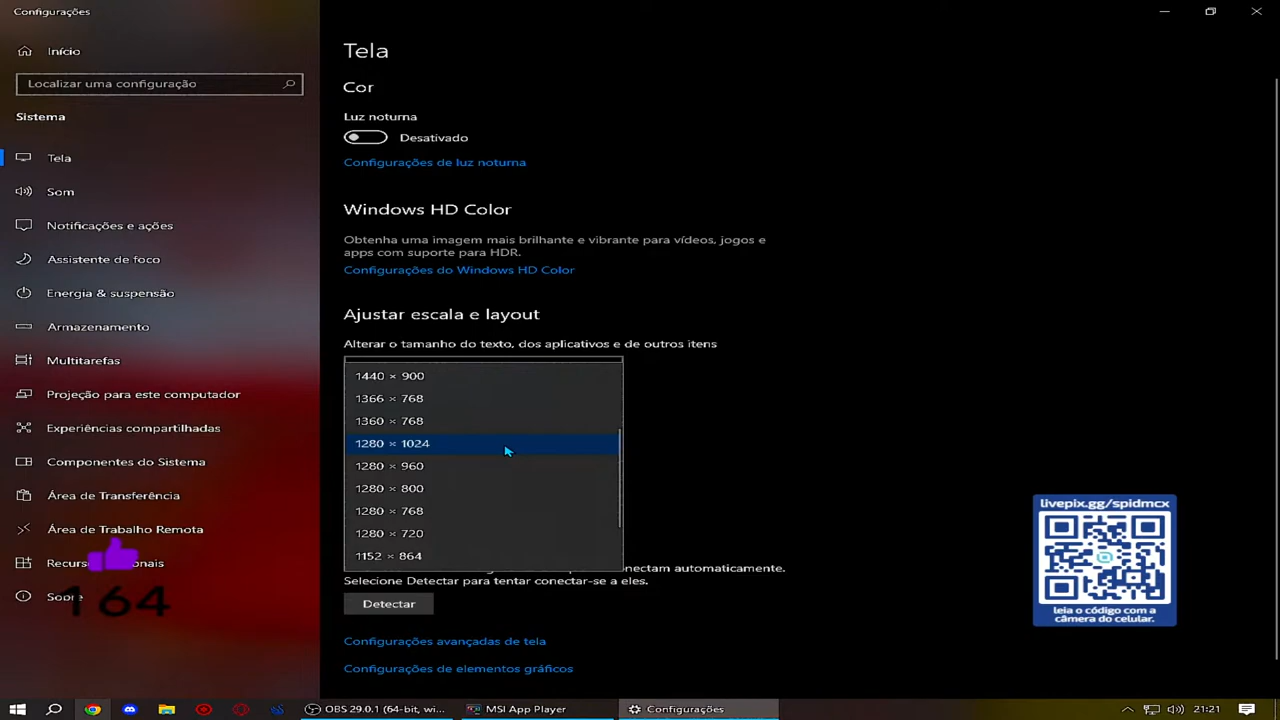 Configurações
Início
Localizar uma configuração
Sistema
Tela
Som
Notificações e ações
Assistente de foco
Energia & suspensão
Armazenamento
Multitarefas
Projeção para este computador
Experiências compartilhadas
Componentes do Sistema
Área de Transferência
Área de Trabalho Remota
164
Tela
Cor
Luz noturna
Desativado
Configurações de luz noturna
Windows HD Color
Obtenha uma imagem mais brilhante e vibrante para vídeos, jogos e
apps com suporte para HDR.
Configurações do Windows HD Color
Ajustar escala e layout
Alterar o tamanho do texto, dos aplicativos e de outros itens
1440 × 900
1366 × 768
1360 × 768
1280 × 1024
1280 × 960
1280 × 800
1280 × 768
1280 × 720
1152 × 864
automaticamente.
Selecione Detectar para tentar conectar-se a eles.
Detectar
Configurações avançadas de tela
Configurações de elementos gráficos
livepix.gg/spidmcx
leia o código com a
câmera do celular.
OBS 29.0.1 (64-bit, wi...
MSI App Player
Configurações
21:21